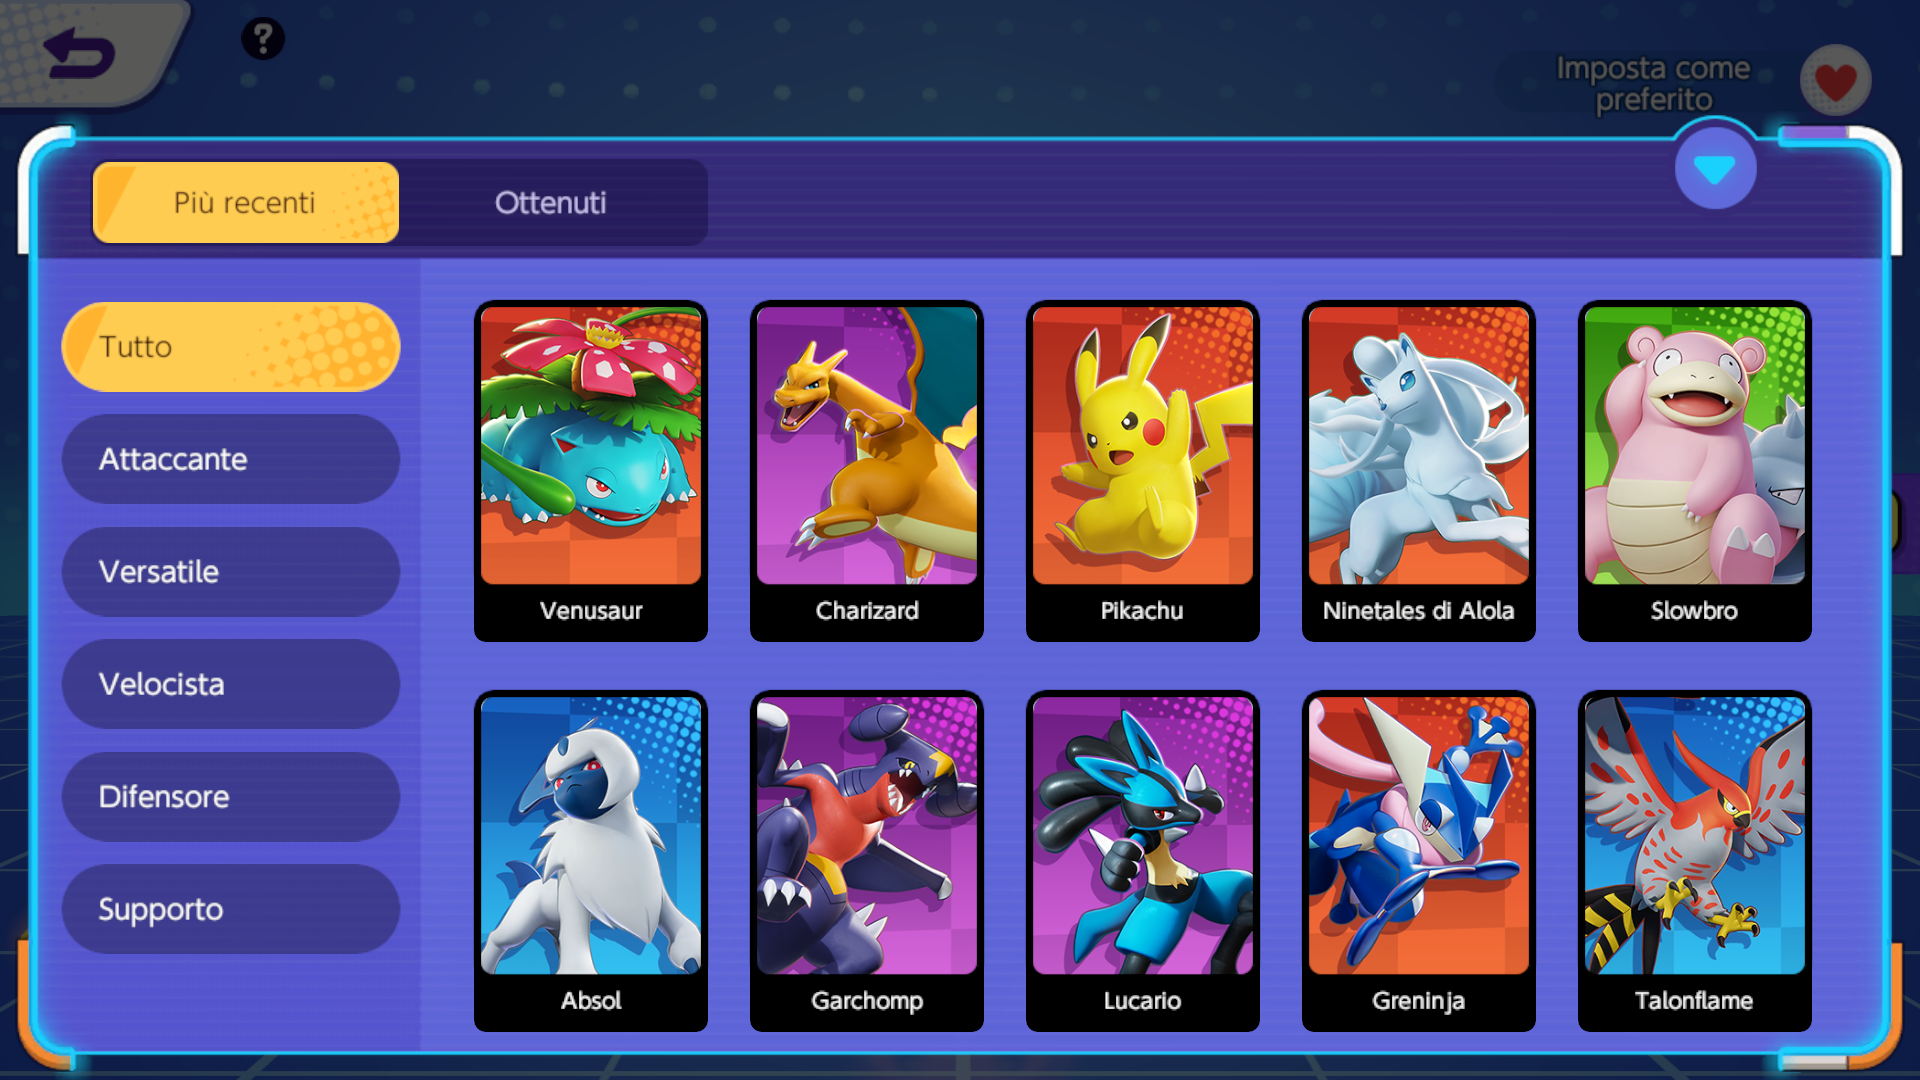 ?
Imposta come
preferito
Più recenti
Ottenuti
Tutto
Attaccante
Versatile
Velocista
Difensore
Supporto
Venusaur
Charizard
Pikachu
Ninetales di Alola
Slowbro
Absol
Garchomp
Lucario
Greninja
Talonflame